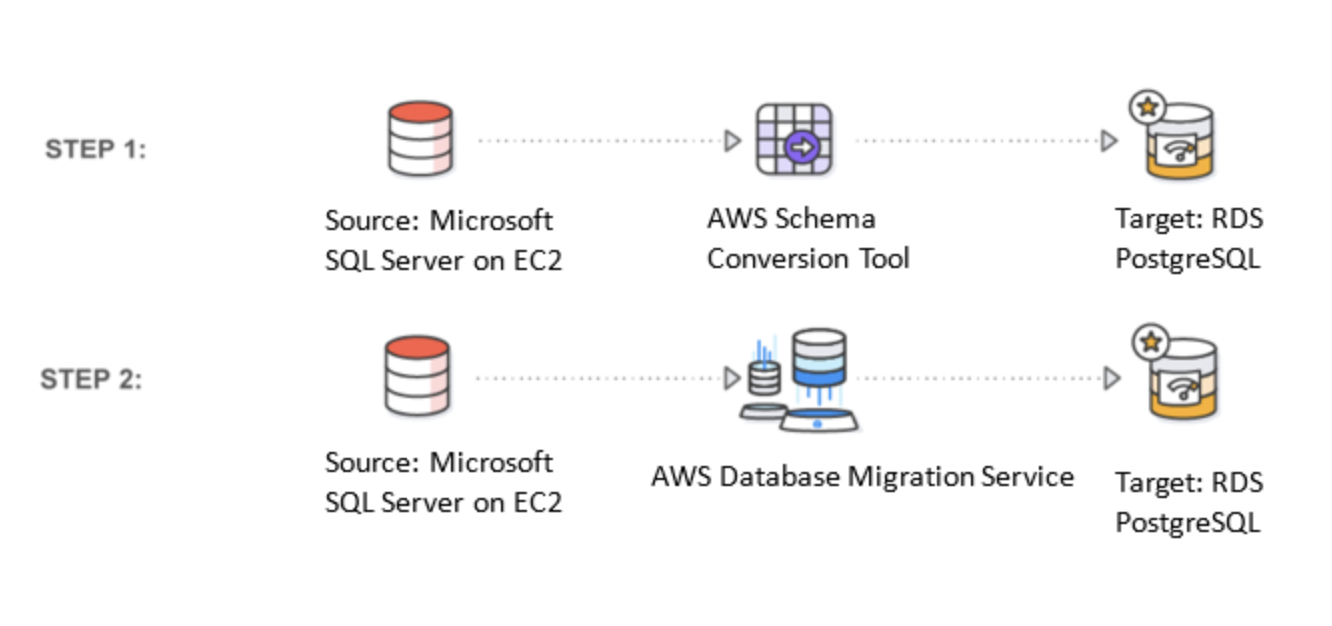 STEP 1:
Source: Microsoft
SQL Server on EC2
AWS Schema
Conversion Tool
Target: RDS
PostgreSQL
STEP 2:
Source: Microsoft
SQL Server on EC2
AWS Database Migration Service
Target: RDS
PostgreSQL